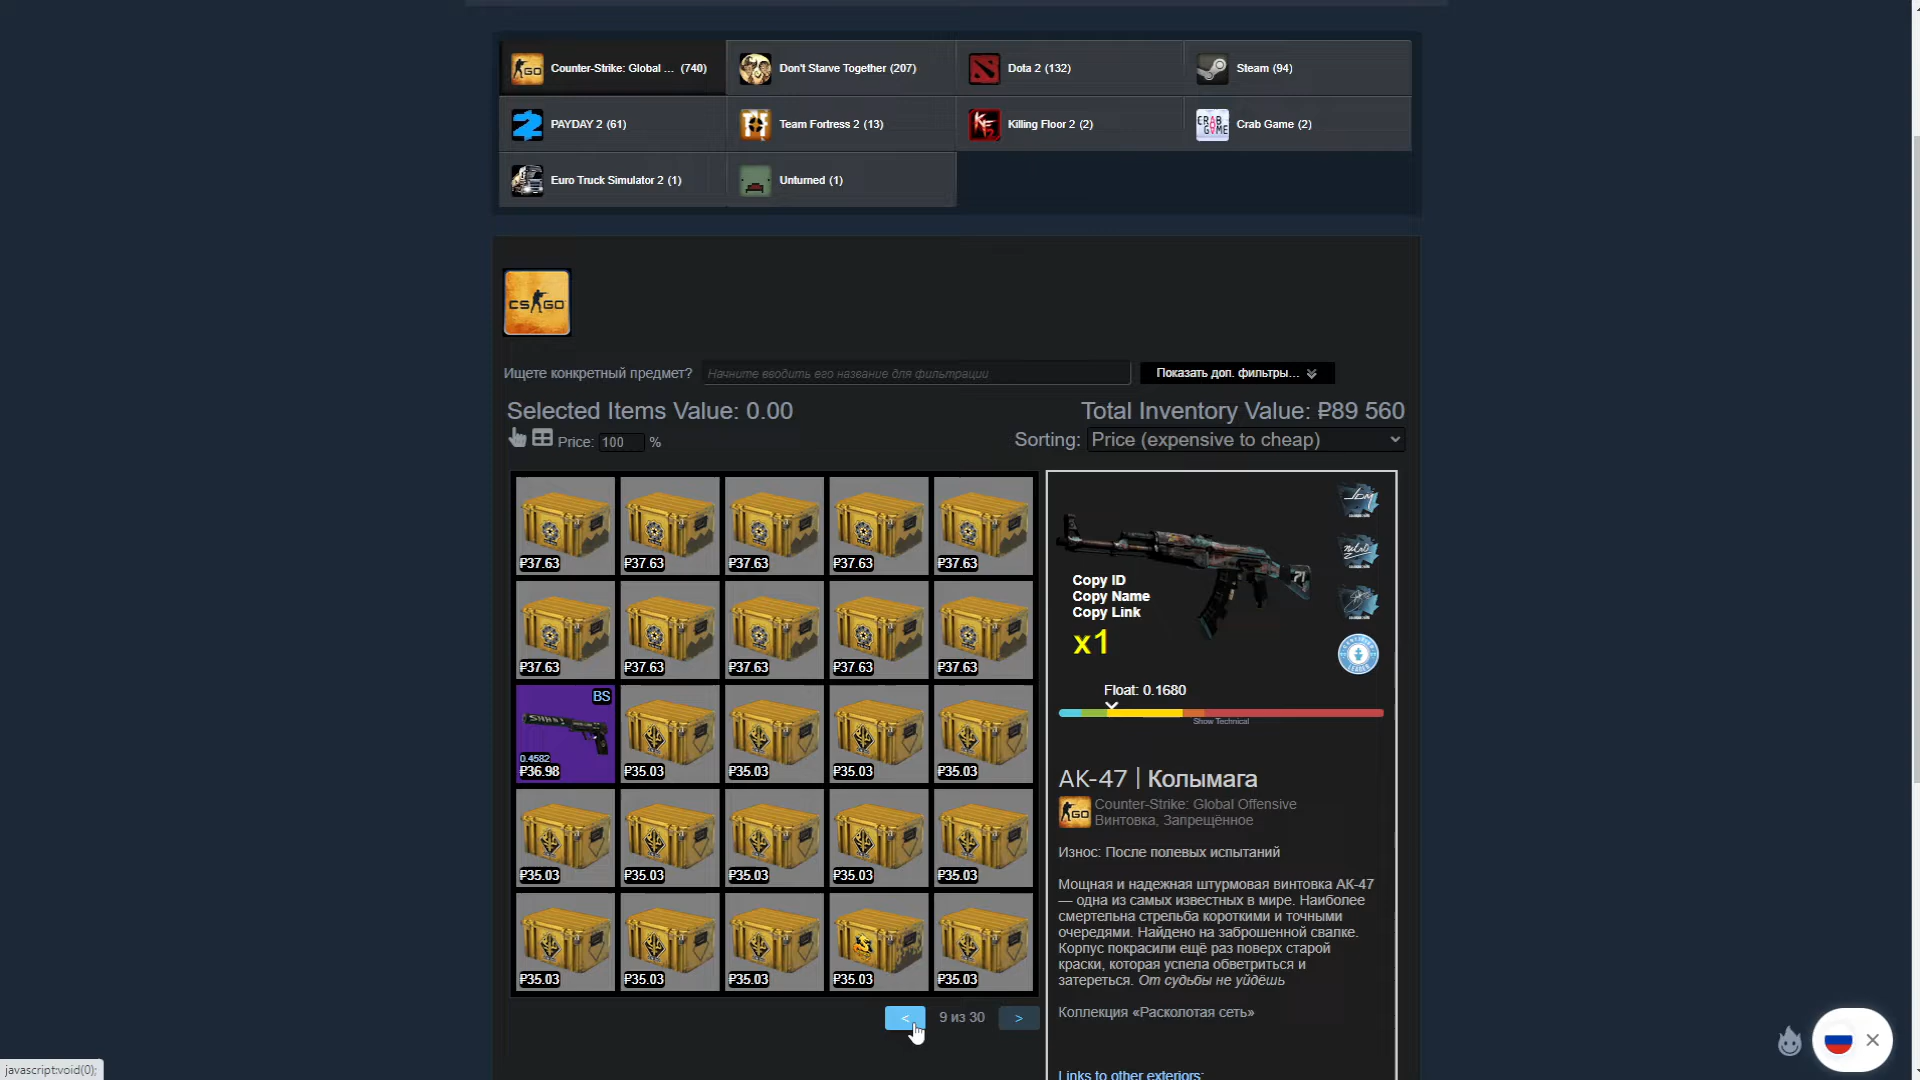 Counter-Strike: Global ... (740)
Don't Starve Together (207)
Dota 2 (132)
Steam (94)
PAYDAY 2 (61)
Team Fortress 2 (13)
Killing Floor 2 (2)
Crab Game (2)
Euro Truck Simulator 2 (1)
Unturned (1)
CS GO
Ищете конкретный предмет?
Начните вводить его название для фильтрации
Показать доп. фильтры...
Selected Items Value: 0.00
Total Inventory Value: ₽89 560
Price: 100 %
Sorting: Price (expensive to cheap)
₽37.63 ₽37.63 ₽37.63 ₽37.63 ₽37.63
₽37.63 ₽37.63 ₽37.63 ₽37.63 ₽37.63
BS
0.4582
₽36.98 ₽35.03 ₽35.03 ₽35.03 ₽35.03
₽35.03 ₽35.03 ₽35.03 ₽35.03 ₽35.03
₽35.03 ₽35.03 ₽35.03 ₽35.03 ₽35.03
< 9 из 30 >
Copy ID
Copy Name
Copy Link
x1
Float: 0.1680
Show Technical
AK-47 | Колымага
Counter-Strike: Global Offensive
Винтовка, Запрещённое
Износ: После полевых испытаний
Мощная и надежная штурмовая винтовка AK-47
— одна из самых известных в мире. Наиболее
смертельна стрельба короткими и точными
очередями. Найдено на заброшенной свалке.
Корпус покрасили ещё раз поверх старой
краски, которая успела обветриться и
затереться. От судьбы не уйдёшь
Коллекция «Расколотая сеть»
Links to other exteriors:
javascript:void(0);